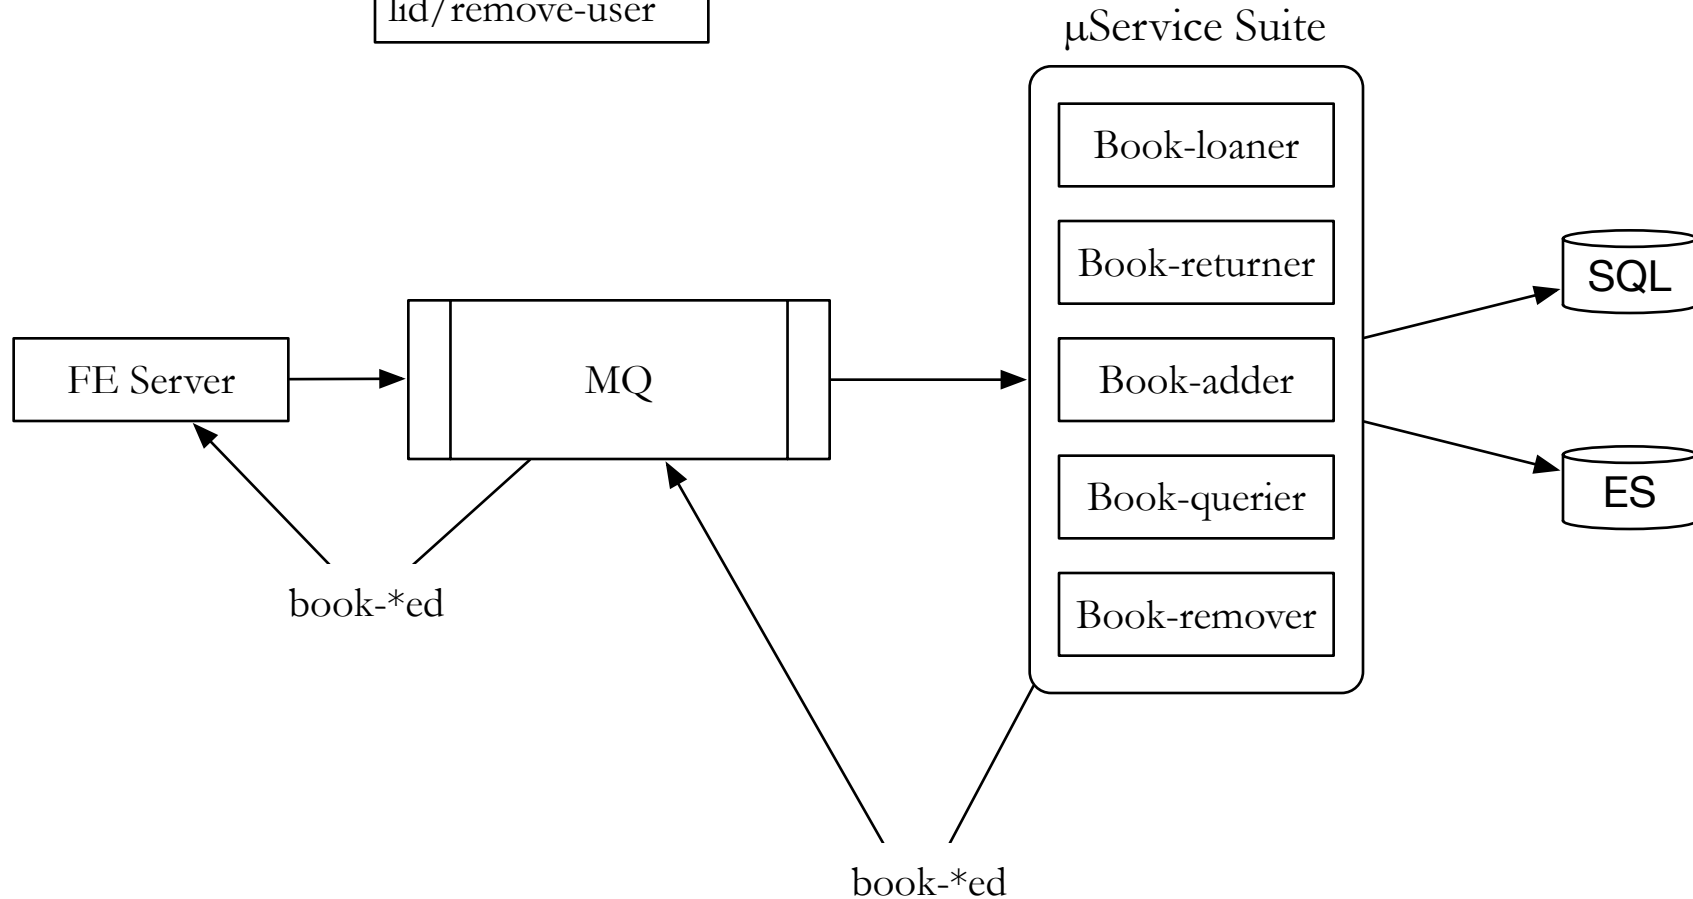 lid/remove-user
μService Suite
Book-loaner
Book-returner
SQL
FE Server
MQ
Book-adder
Book-querier
ES
book-*ed
Book-remover
book-*ed